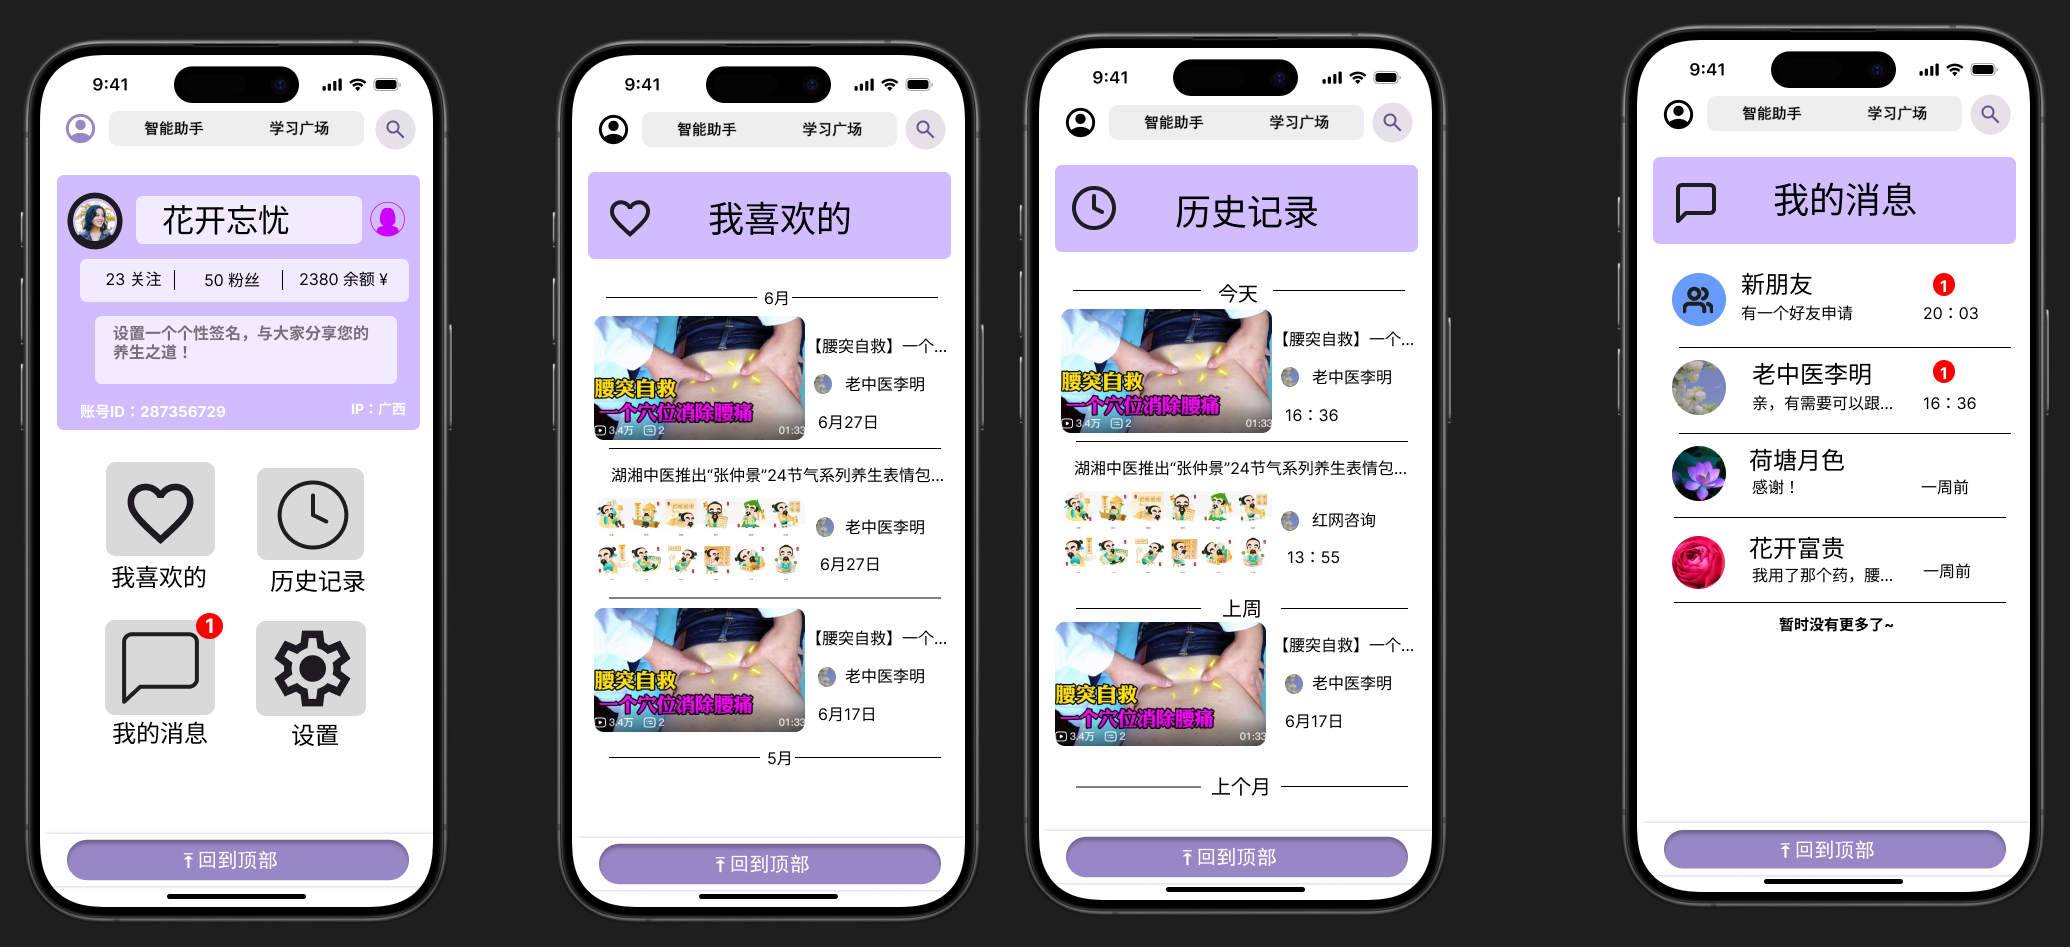 9:41
智能助手 学习广场
花开忘忧
23 关注 50 粉丝 2380 余额 ¥
设置一个个性签名，与大家分享您的
养生之道！
账号ID：287356729 IP：广西
我喜欢的 历史记录
1
我的消息 设置
回到顶部
9:41
智能助手 学习广场
我喜欢的
6月
【腰突自救】一个...
老中医李明
6月27日
腰突自救
一个穴位消除腰痛
3.4万 2 01:33
湖湘中医推出“张仲景”24节气系列养生表情包...
老中医李明
6月27日
【腰突自救】一个...
老中医李明
6月17日
腰突自救
一个穴位消除腰痛
3.4万 2 01:33
5月
回到顶部
9:41
智能助手 学习广场
历史记录
今天
【腰突自救】一个...
老中医李明
16：36
腰突自救
一个穴位消除腰痛
3.4万 2 01:33
湖湘中医推出“张仲景”24节气系列养生表情包...
红网咨询
13：55
上周
【腰突自救】一个...
老中医李明
6月17日
腰突自救
一个穴位消除腰痛
3.4万 2 01:33
上个月
回到顶部
9:41
智能助手 学习广场
我的消息
新朋友 1
有一个好友申请 20：03
老中医李明 1
亲，有需要可以跟... 16：36
荷塘月色
感谢！ 一周前
花开富贵
我用了那个药，腰... 一周前
暂时没有更多了~
回到顶部